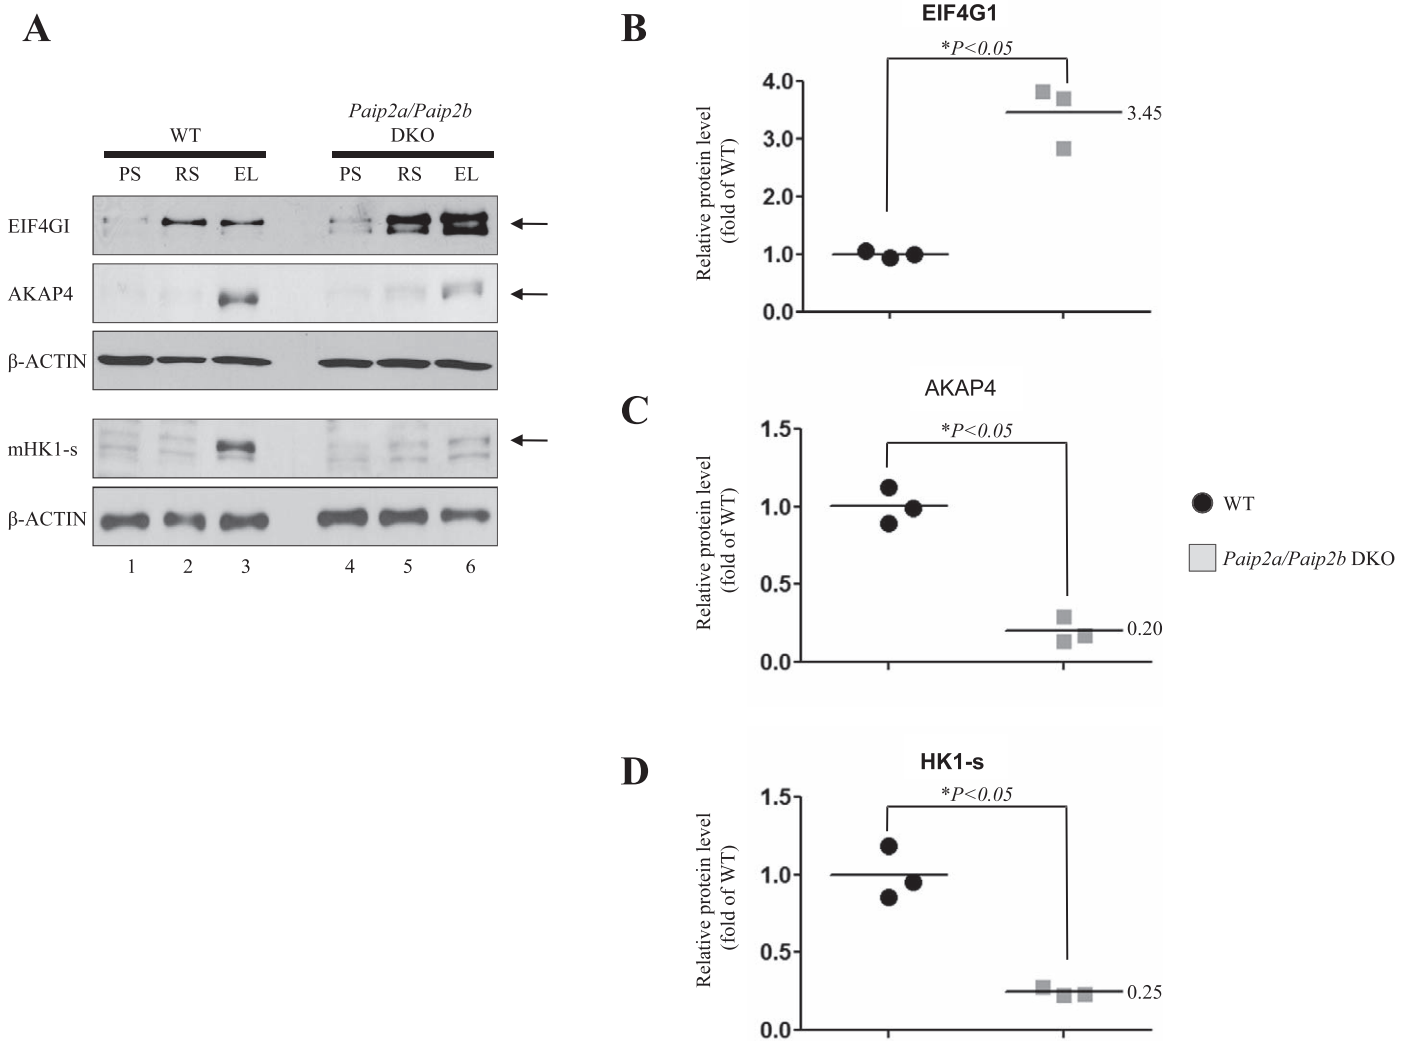 A
Paip2a/Paip2b
WT
DKO
PS RS EL PS RS EL
EIF4GI
AKAP4
β-ACTIN
mHK1-s
β-ACTIN
1 2 3 4 5 6
B
EIF4G1
*P<0.05
Relative protein level
(fold of WT)
4.0
3.0
2.0
1.0
0.0
3.45
C
AKAP4
*P<0.05
Relative protein level
(fold of WT)
1.5
1.0
0.5
0.0
0.20
WT
Paip2a/Paip2b DKO
D
HK1-s
*P<0.05
Relative protein level
(fold of WT)
1.5
1.0
0.5
0.0
0.25